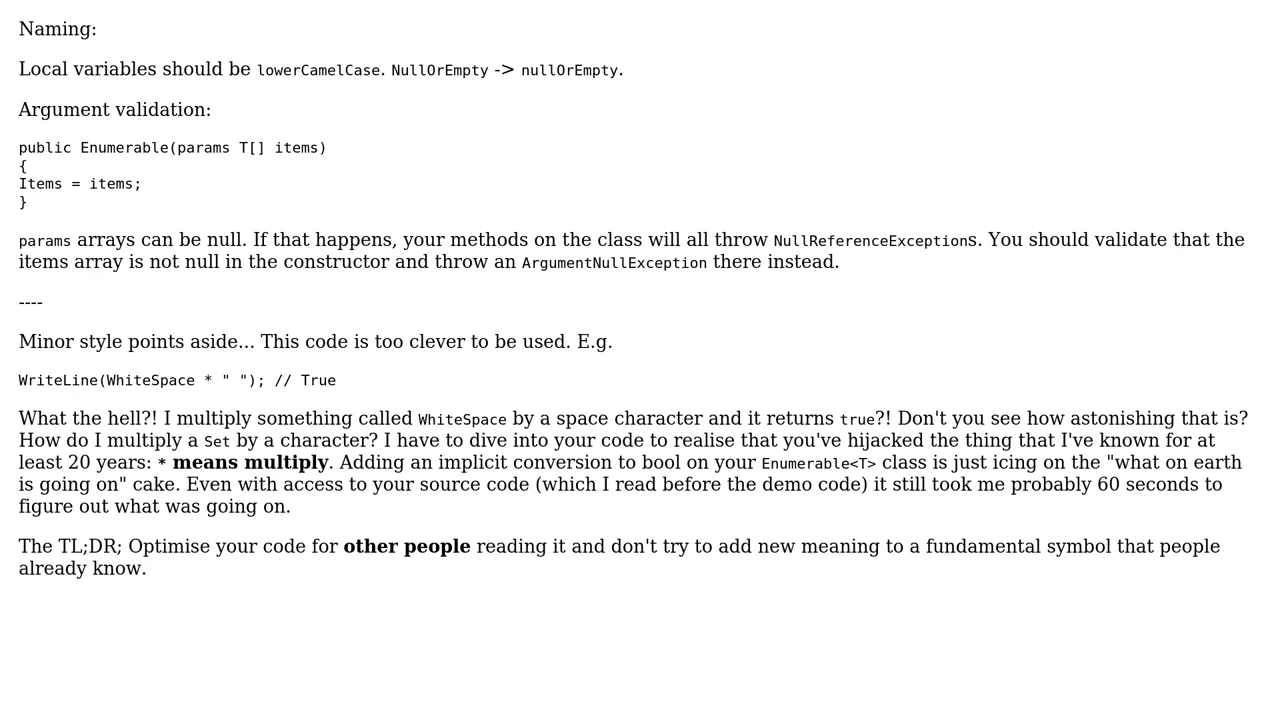 Naming:
Local variables should be lowerCamelCase. NullOrEmpty -> nullOrEmpty.
Argument validation:
public Enumerable(params T[] items)
{
Items = items;
}
params arrays can be null. If that happens, your methods on the class will all throw NullReferenceExceptions. You should validate that the
items array is not null in the constructor and throw an ArgumentNullException there instead.
----
Minor style points aside... This code is too clever to be used. E.g.
WriteLine(WhiteSpace * " "); // True
What the hell?! I multiply something called WhiteSpace by a space character and it returns true?! Don't you see how astonishing that is?
How do I multiply a Set by a character? I have to dive into your code to realise that you've hijacked the thing that I've known for at
least 20 years: * means multiply. Adding an implicit conversion to bool on your Enumerable<T> class is just icing on the "what on earth
is going on" cake. Even with access to your source code (which I read before the demo code) it still took me probably 60 seconds to
figure out what was going on.
The TL;DR; Optimise your code for other people reading it and don't try to add new meaning to a fundamental symbol that people
already know.